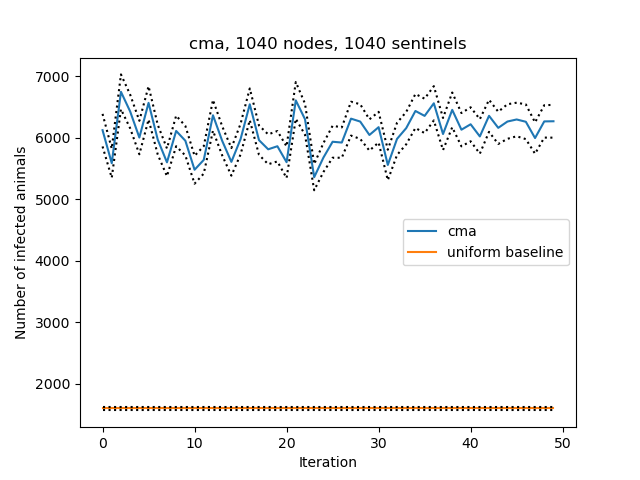 cma, 1040 nodes, 1040 sentinels
7000
6000
5000
4000
3000
2000
Number of infected animals
cma
uniform baseline
0 10 20 30 40 50
Iteration